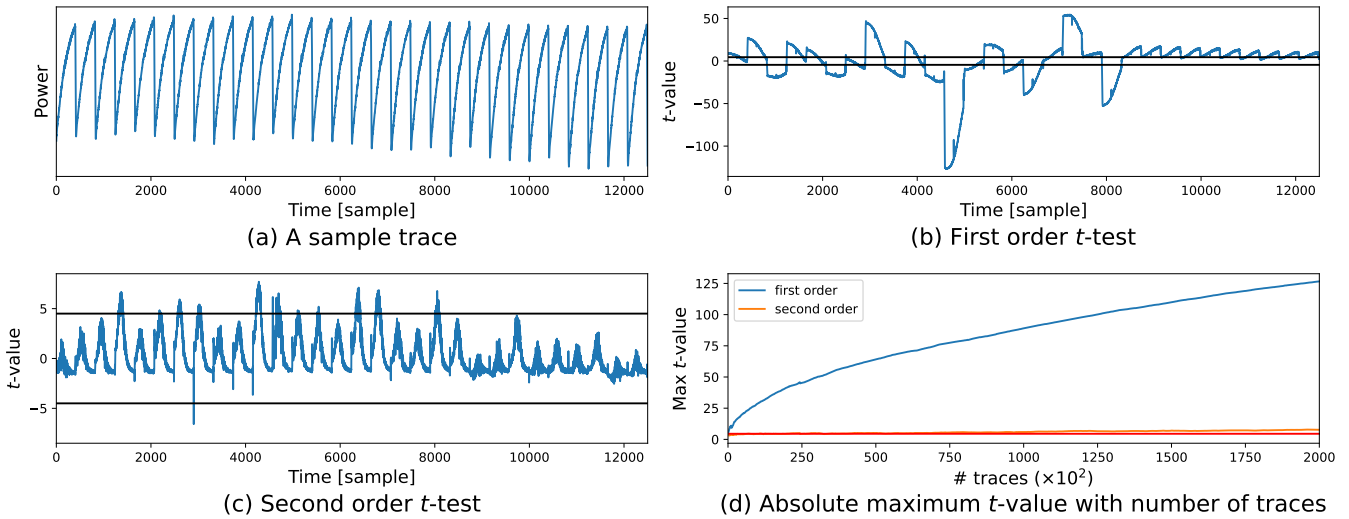 Power
0 2000 4000 6000 8000 10000 12000
Time [sample]
(a) A sample trace
t-value
50
0
−50
−100
0 2000 4000 6000 8000 10000 12000
Time [sample]
(b) First order t-test
t-value
5
0
−5
0 2000 4000 6000 8000 10000 12000
Time [sample]
(c) Second order t-test
Max t-value
125
100
75
50
25
0
first order
second order
0 250 500 750 1000 1250 1500 1750 2000
# traces (×10²)
(d) Absolute maximum t-value with number of traces